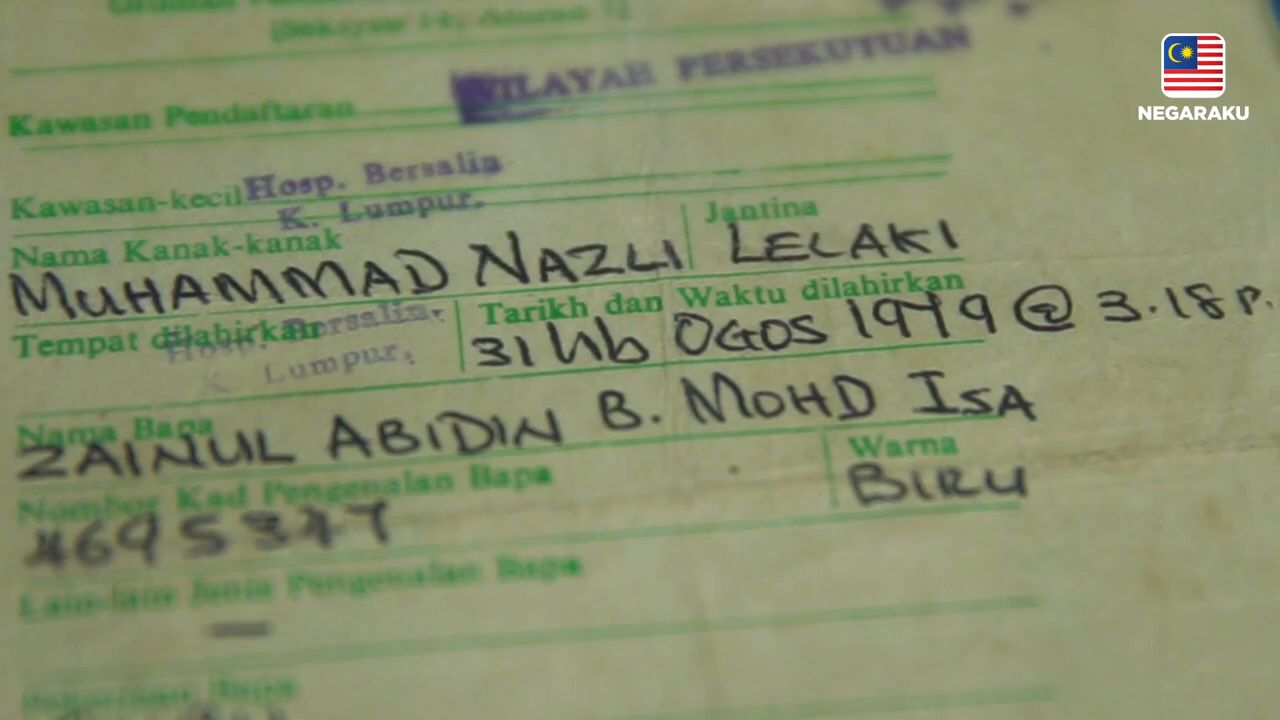 NEGARAKU
WILAYAH PERSEKUTUAN
Kawasan Pendaftaran
Kawasan-kecil Hosp. Bersalin
K. Lumpur.
Nama Kanak-kanak
Jantina
MUHAMMAD NAZLI
LELAKI
Tempat dilahirkan
Hosp. Bersalin,
K Lumpur,
Tarikh dan Waktu dilahirkan
31hb OGOS 1979 @ 3.18 P.
Nama Bapa
ZAINUL ABIDIN B. MOHD ISA
Nombor Kad Pengenalan Bapa
4695377
Warna
BIRU
Lain-lain Jenis Pengenalan Bapa
—